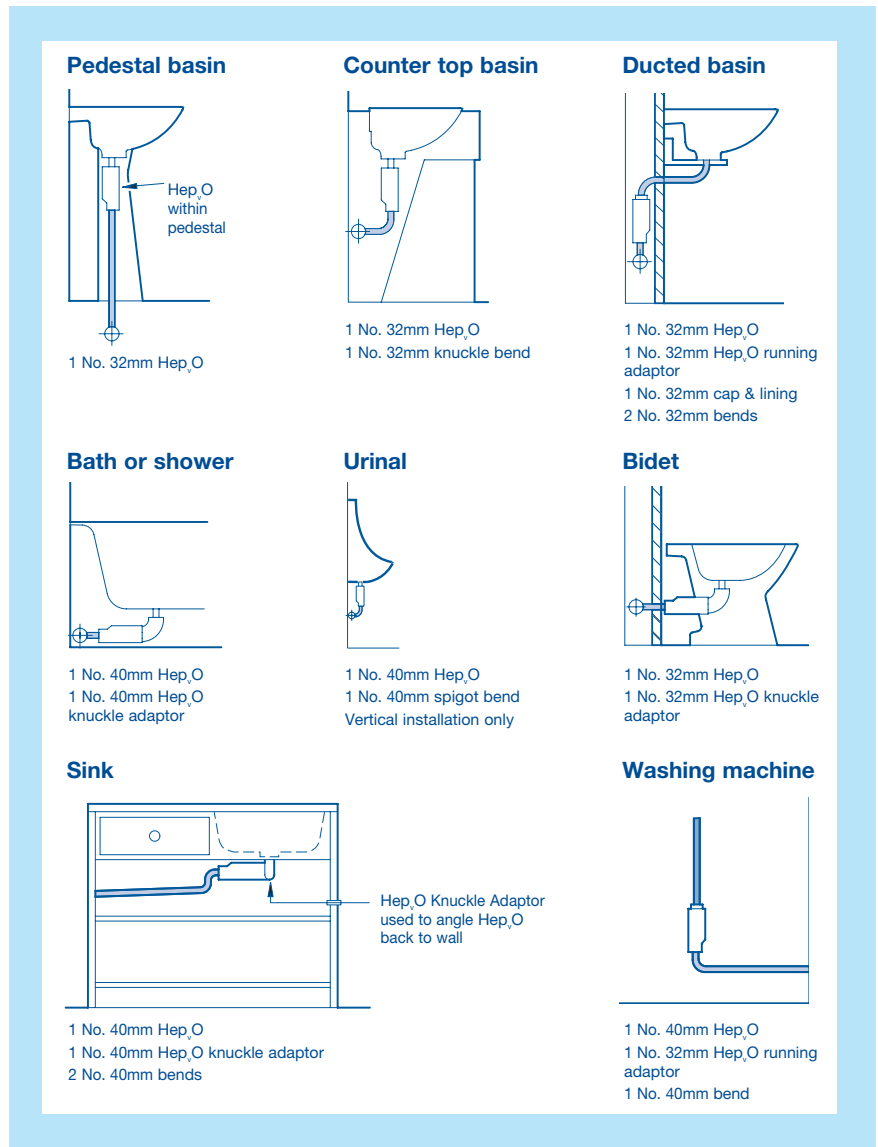 Pedestal basin
HepᵥO
within
pedestal
1 No. 32mm HepᵥO
Counter top basin
1 No. 32mm HepᵥO
1 No. 32mm knuckle bend
Ducted basin
1 No. 32mm HepᵥO
1 No. 32mm HepᵥO running
adaptor
1 No. 32mm cap & lining
2 No. 32mm bends
Bath or shower
1 No. 40mm HepᵥO
1 No. 40mm HepᵥO
knuckle adaptor
Urinal
1 No. 40mm HepᵥO
1 No. 40mm spigot bend
Vertical installation only
Bidet
1 No. 32mm HepᵥO
1 No. 32mm HepᵥO knuckle
adaptor
Sink
HepᵥO Knuckle Adaptor
used to angle HepᵥO
back to wall
1 No. 40mm HepᵥO
1 No. 40mm HepᵥO knuckle adaptor
2 No. 40mm bends
Washing machine
1 No. 40mm HepᵥO
1 No. 32mm HepᵥO running
adaptor
1 No. 40mm bend